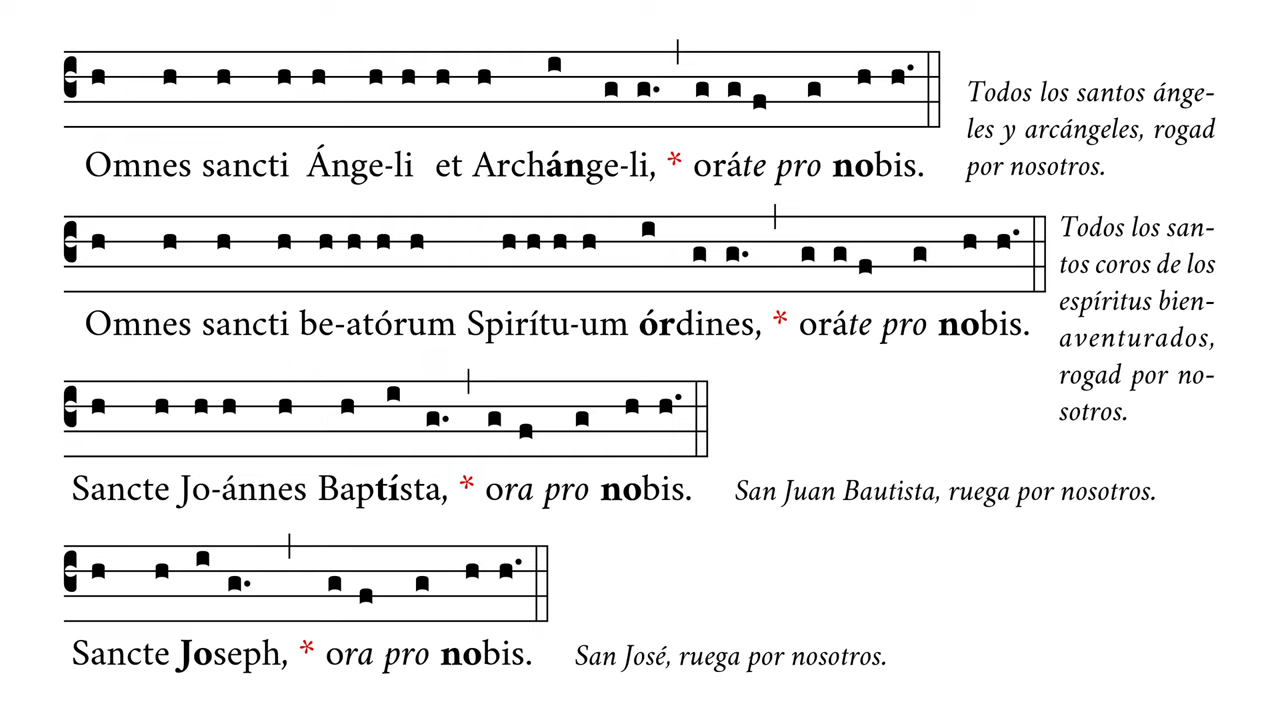 Omnes sancti Ánge-li et Archánge-li, * oráte pro nobis.
Todos los santos ánge-
les y arcángeles, rogad
por nosotros.
Omnes sancti be-atórum Spirítu-um órdines, * oráte pro nobis.
Todos los san-
tos coros de los
espíritus bien-
aventurados,
rogad por no-
sotros.
Sancte Jo-ánnes Baptísta, * ora pro nobis.
San Juan Bautista, ruega por nosotros.
Sancte Joseph, * ora pro nobis.
San José, ruega por nosotros.